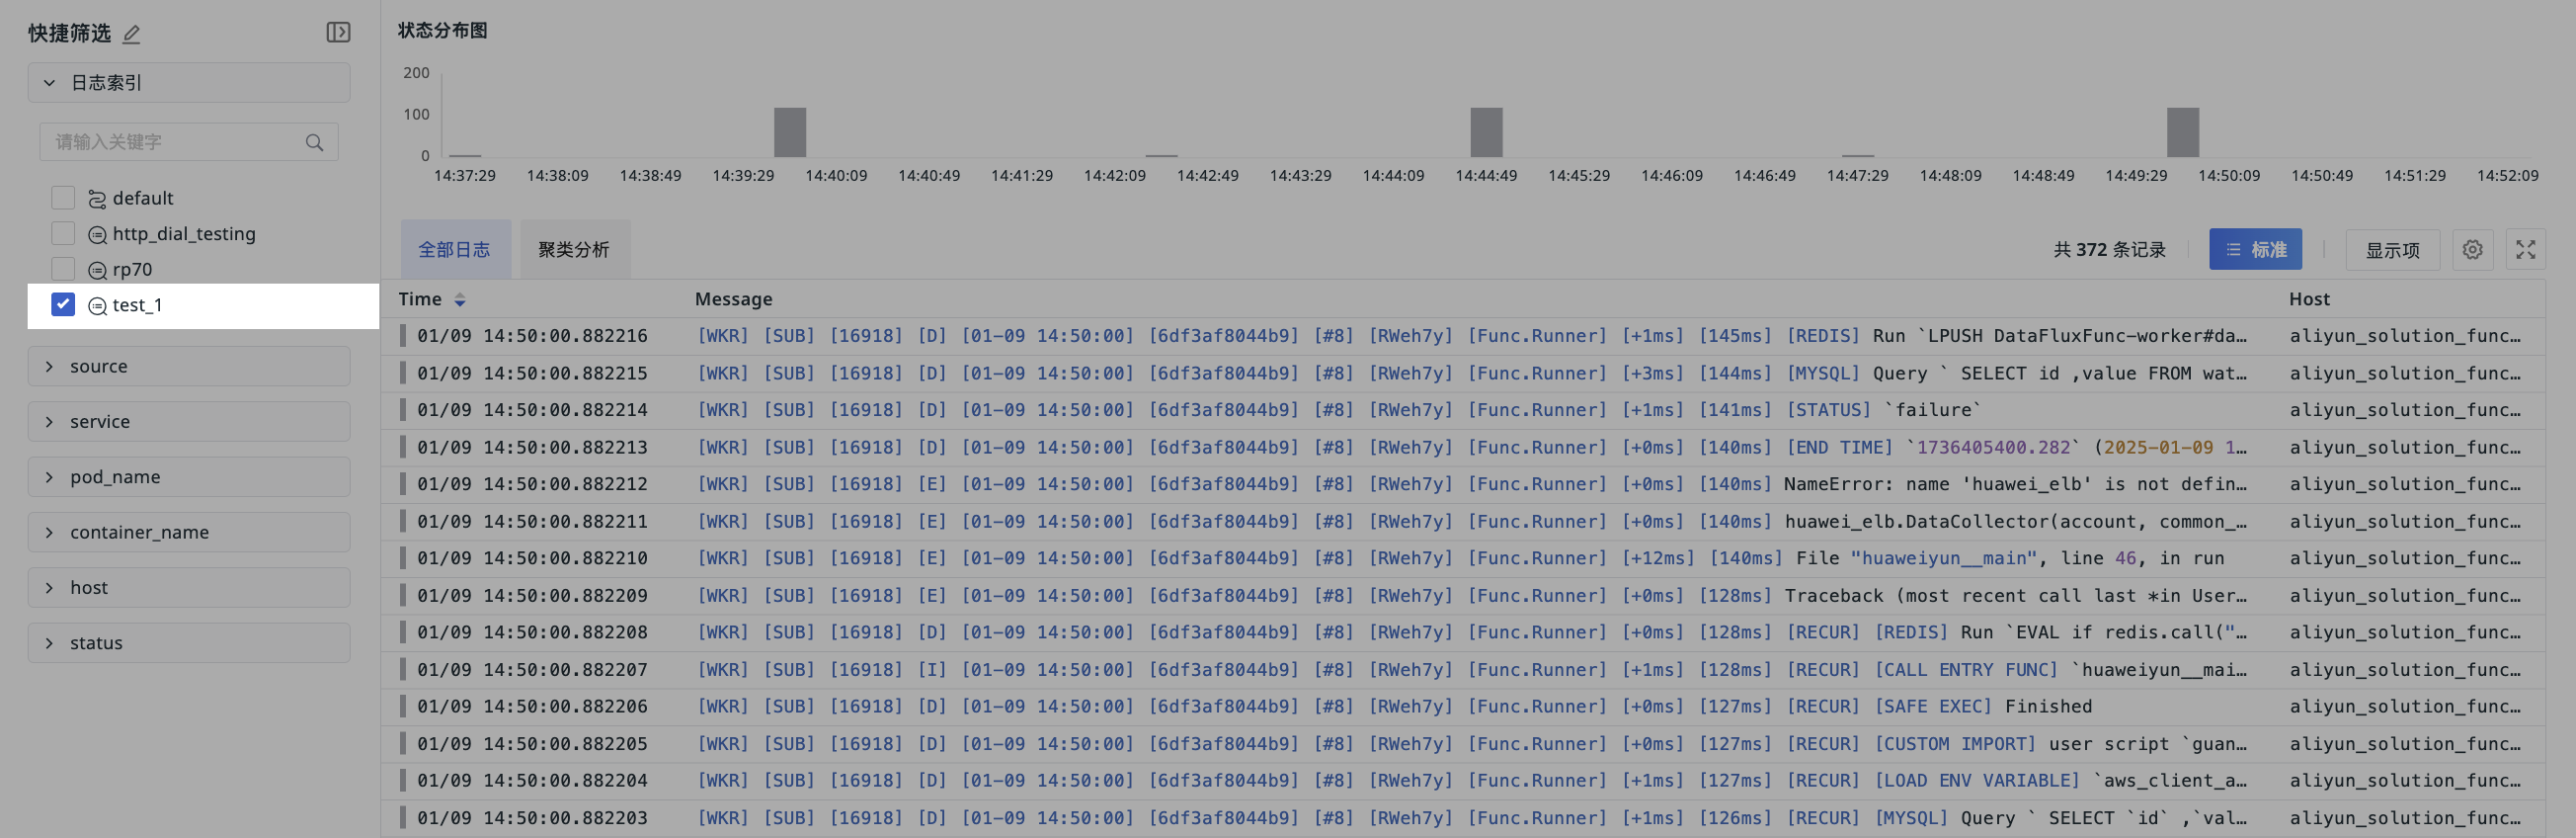 快捷筛选
日志索引
请输入关键字
default
http_dial_testing
rp70
test_1
source
service
pod_name
container_name
host
status
状态分布图
200
100
0
14:37:29 14:38:09 14:38:49 14:39:29 14:40:09 14:40:49 14:41:29 14:42:09 14:42:49 14:43:29 14:44:09 14:44:49 14:45:29 14:46:09 14:46:49 14:47:29 14:48:09 14:48:49 14:49:29 14:50:09 14:50:49 14:51:29 14:52:09
全部日志 聚类分析 共 372 条记录 标准 显示项
Time Message Host
01/09 14:50:00.882216 [WKR] [SUB] [16918] [D] [01-09 14:50:00] [6df3af8044b9] [#8] [RWeh7y] [Func.Runner] [+1ms] [145ms] [REDIS] Run `LPUSH DataFluxFunc-worker#da… aliyun_solution_func…
01/09 14:50:00.882215 [WKR] [SUB] [16918] [D] [01-09 14:50:00] [6df3af8044b9] [#8] [RWeh7y] [Func.Runner] [+3ms] [144ms] [MYSQL] Query ` SELECT id ,value FROM wat… aliyun_solution_func…
01/09 14:50:00.882214 [WKR] [SUB] [16918] [D] [01-09 14:50:00] [6df3af8044b9] [#8] [RWeh7y] [Func.Runner] [+1ms] [141ms] [STATUS] `failure` aliyun_solution_func…
01/09 14:50:00.882213 [WKR] [SUB] [16918] [D] [01-09 14:50:00] [6df3af8044b9] [#8] [RWeh7y] [Func.Runner] [+0ms] [140ms] [END TIME] `1736405400.282` (2025-01-09 1… aliyun_solution_func…
01/09 14:50:00.882212 [WKR] [SUB] [16918] [E] [01-09 14:50:00] [6df3af8044b9] [#8] [RWeh7y] [Func.Runner] [+0ms] [140ms] NameError: name 'huawei_elb' is not defin… aliyun_solution_func…
01/09 14:50:00.882211 [WKR] [SUB] [16918] [E] [01-09 14:50:00] [6df3af8044b9] [#8] [RWeh7y] [Func.Runner] [+0ms] [140ms] huawei_elb.DataCollector(account, common_… aliyun_solution_func…
01/09 14:50:00.882210 [WKR] [SUB] [16918] [E] [01-09 14:50:00] [6df3af8044b9] [#8] [RWeh7y] [Func.Runner] [+12ms] [140ms] File "huaweiyun__main", line 46, in run aliyun_solution_func…
01/09 14:50:00.882209 [WKR] [SUB] [16918] [E] [01-09 14:50:00] [6df3af8044b9] [#8] [RWeh7y] [Func.Runner] [+0ms] [128ms] Traceback (most recent call last *in User… aliyun_solution_func…
01/09 14:50:00.882208 [WKR] [SUB] [16918] [D] [01-09 14:50:00] [6df3af8044b9] [#8] [RWeh7y] [Func.Runner] [+0ms] [128ms] [RECUR] [REDIS] Run `EVAL if redis.call("… aliyun_solution_func…
01/09 14:50:00.882207 [WKR] [SUB] [16918] [I] [01-09 14:50:00] [6df3af8044b9] [#8] [RWeh7y] [Func.Runner] [+1ms] [128ms] [RECUR] [CALL ENTRY FUNC] `huaweiyun__mai… aliyun_solution_func…
01/09 14:50:00.882206 [WKR] [SUB] [16918] [D] [01-09 14:50:00] [6df3af8044b9] [#8] [RWeh7y] [Func.Runner] [+0ms] [127ms] [RECUR] [SAFE EXEC] Finished aliyun_solution_func…
01/09 14:50:00.882205 [WKR] [SUB] [16918] [D] [01-09 14:50:00] [6df3af8044b9] [#8] [RWeh7y] [Func.Runner] [+0ms] [127ms] [RECUR] [CUSTOM IMPORT] user script `guan… aliyun_solution_func…
01/09 14:50:00.882204 [WKR] [SUB] [16918] [D] [01-09 14:50:00] [6df3af8044b9] [#8] [RWeh7y] [Func.Runner] [+1ms] [127ms] [RECUR] [LOAD ENV VARIABLE] `aws_client_a… aliyun_solution_func…
01/09 14:50:00.882203 [WKR] [SUB] [16918] [D] [01-09 14:50:00] [6df3af8044b9] [#8] [RWeh7y] [Func.Runner] [+1ms] [126ms] [RECUR] [MYSQL] Query ` SELECT `id` ,`val… aliyun_solution_func…